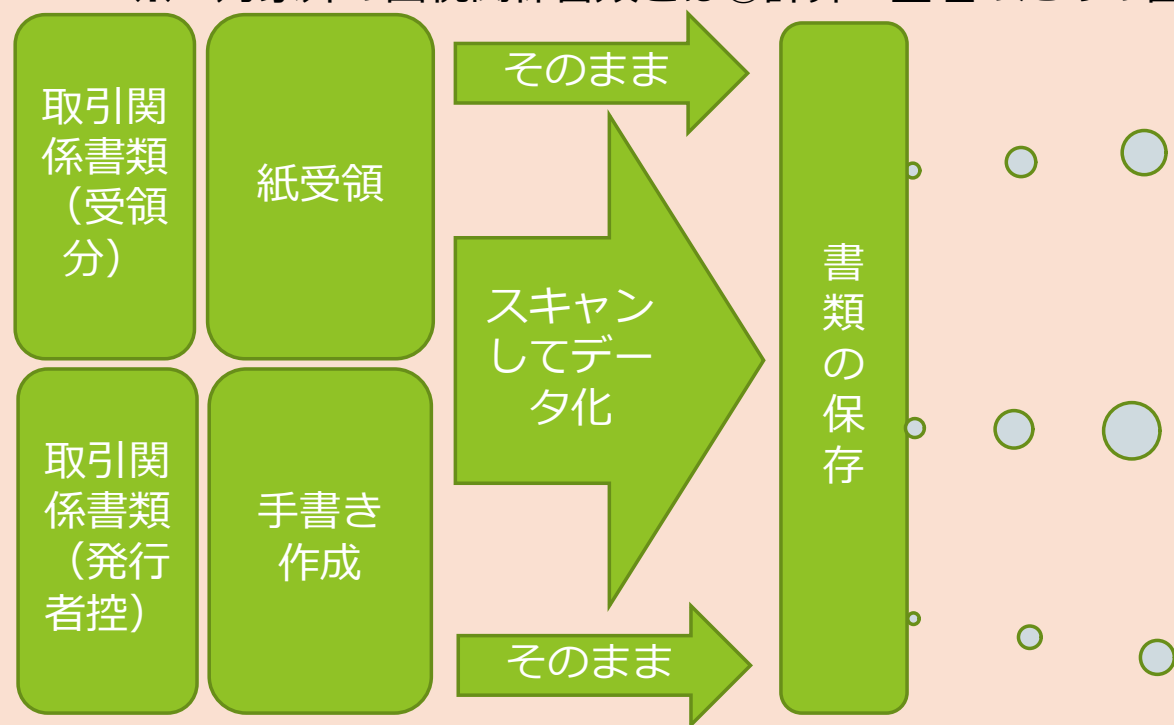 取引関
係書類
（受領
分）
紙受領
そのまま
スキャン
してデー
タ化
書
類
の
保
存
取引関
係書類
（発行
者控）
手書き
作成
そのまま